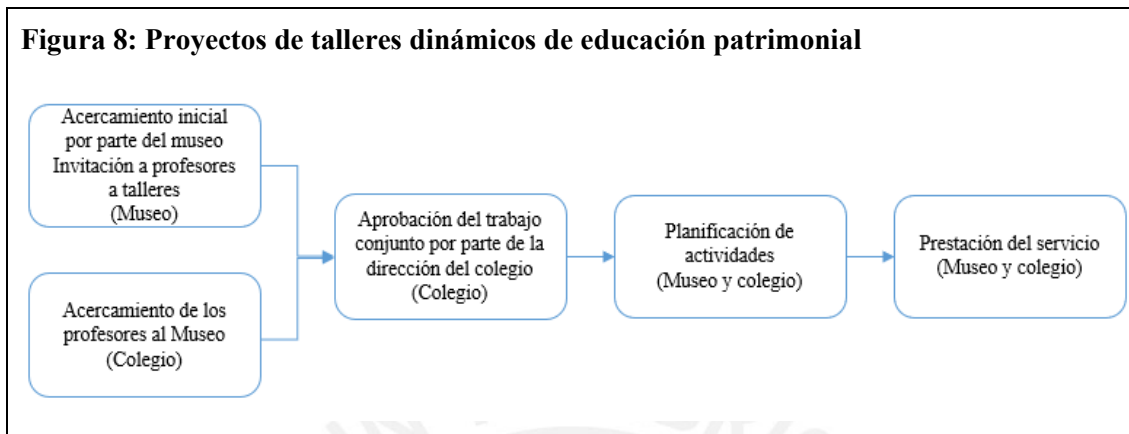 Figura 8: Proyectos de talleres dinámicos de educación patrimonial
Acercamiento inicial
por parte del museo
Invitación a profesores
a talleres
(Museo)
Acercamiento de los
profesores al Museo
(Colegio)
Aprobación del trabajo
conjunto por parte de la
dirección del colegio
(Colegio)
Planificación de
actividades
(Museo y colegio)
Prestación del servicio
(Museo y colegio)